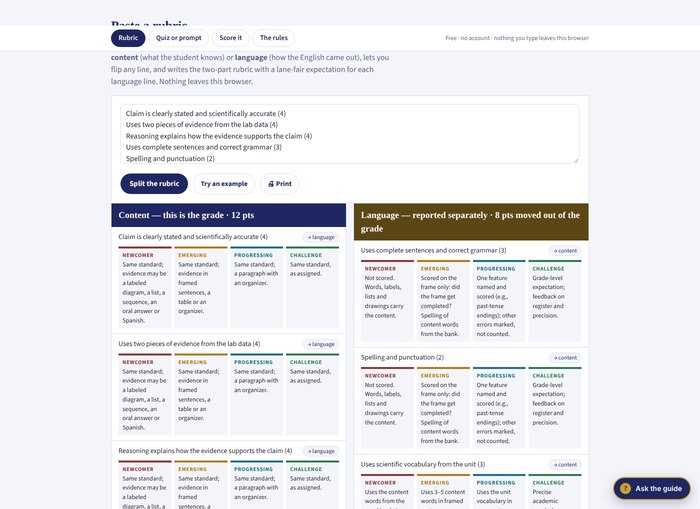 Paste a rubric
Rubric
Quiz or prompt
Score it
The rules
Free · no account · nothing you type leaves this browser
content (what the student knows) or language (how the English came out), lets you
flip any line, and writes the two-part rubric with a lane-fair expectation for each
language line. Nothing leaves this browser.
Claim is clearly stated and scientifically accurate (4)
Uses two pieces of evidence from the lab data (4)
Reasoning explains how the evidence supports the claim (4)
Uses complete sentences and correct grammar (3)
Spelling and punctuation (2)
Split the rubric
Try an example
🖨 Print
Content — this is the grade · 12 pts
Claim is clearly stated and scientifically accurate (4)
→ language
NEWCOMER
Same standard;
evidence may be
a labeled
diagram, a list, a
sequence, an
oral answer or
Spanish.
EMERGING
Same standard;
evidence in
framed
sentences, a
table or an
organizer.
PROGRESSING
Same standard;
a paragraph with
an organizer.
CHALLENGE
Same standard,
as assigned.
Uses two pieces of evidence from the lab data (4)
→ language
NEWCOMER
Same standard;
evidence may be
a labeled
diagram, a list, a
sequence, an
oral answer or
Spanish.
EMERGING
Same standard;
evidence in
framed
sentences, a
table or an
organizer.
PROGRESSING
Same standard;
a paragraph with
an organizer.
CHALLENGE
Same standard,
as assigned.
Reasoning explains how the evidence supports the claim (4)
→ language
NEWCOMER
Same standard;
evidence may be
a labeled
diagram, a list, a
EMERGING
Same standard;
evidence in
framed
sentences, a
PROGRESSING
Same standard;
a paragraph with
an organizer.
CHALLENGE
Same standard,
as assigned.
Language — reported separately · 8 pts moved out of the
grade
Uses complete sentences and correct grammar (3)
→ content
NEWCOMER
Not scored.
Words, labels,
lists and
drawings carry
the content.
EMERGING
Scored on the
frame only: did
the frame get
completed?
Spelling of
content words
from the bank.
PROGRESSING
One feature
named and
scored (e.g.,
past-tense
endings); other
errors marked,
not counted.
CHALLENGE
Grade-level
expectation;
feedback on
register and
precision.
Spelling and punctuation (2)
→ content
NEWCOMER
Not scored.
Words, labels,
lists and
drawings carry
the content.
EMERGING
Scored on the
frame only: did
the frame get
completed?
Spelling of
content words
from the bank.
PROGRESSING
One feature
named and
scored (e.g.,
past-tense
endings); other
errors marked,
not counted.
CHALLENGE
Grade-level
expectation;
feedback on
register and
precision.
Uses scientific vocabulary from the unit (3)
→ content
NEWCOMER
Uses the content
words from the
EMERGING
Uses 3–5 content
words in framed
PROGRESSING
Uses the unit
vocabulary in
CHALLENGE
Precise
academic
? Ask the guide